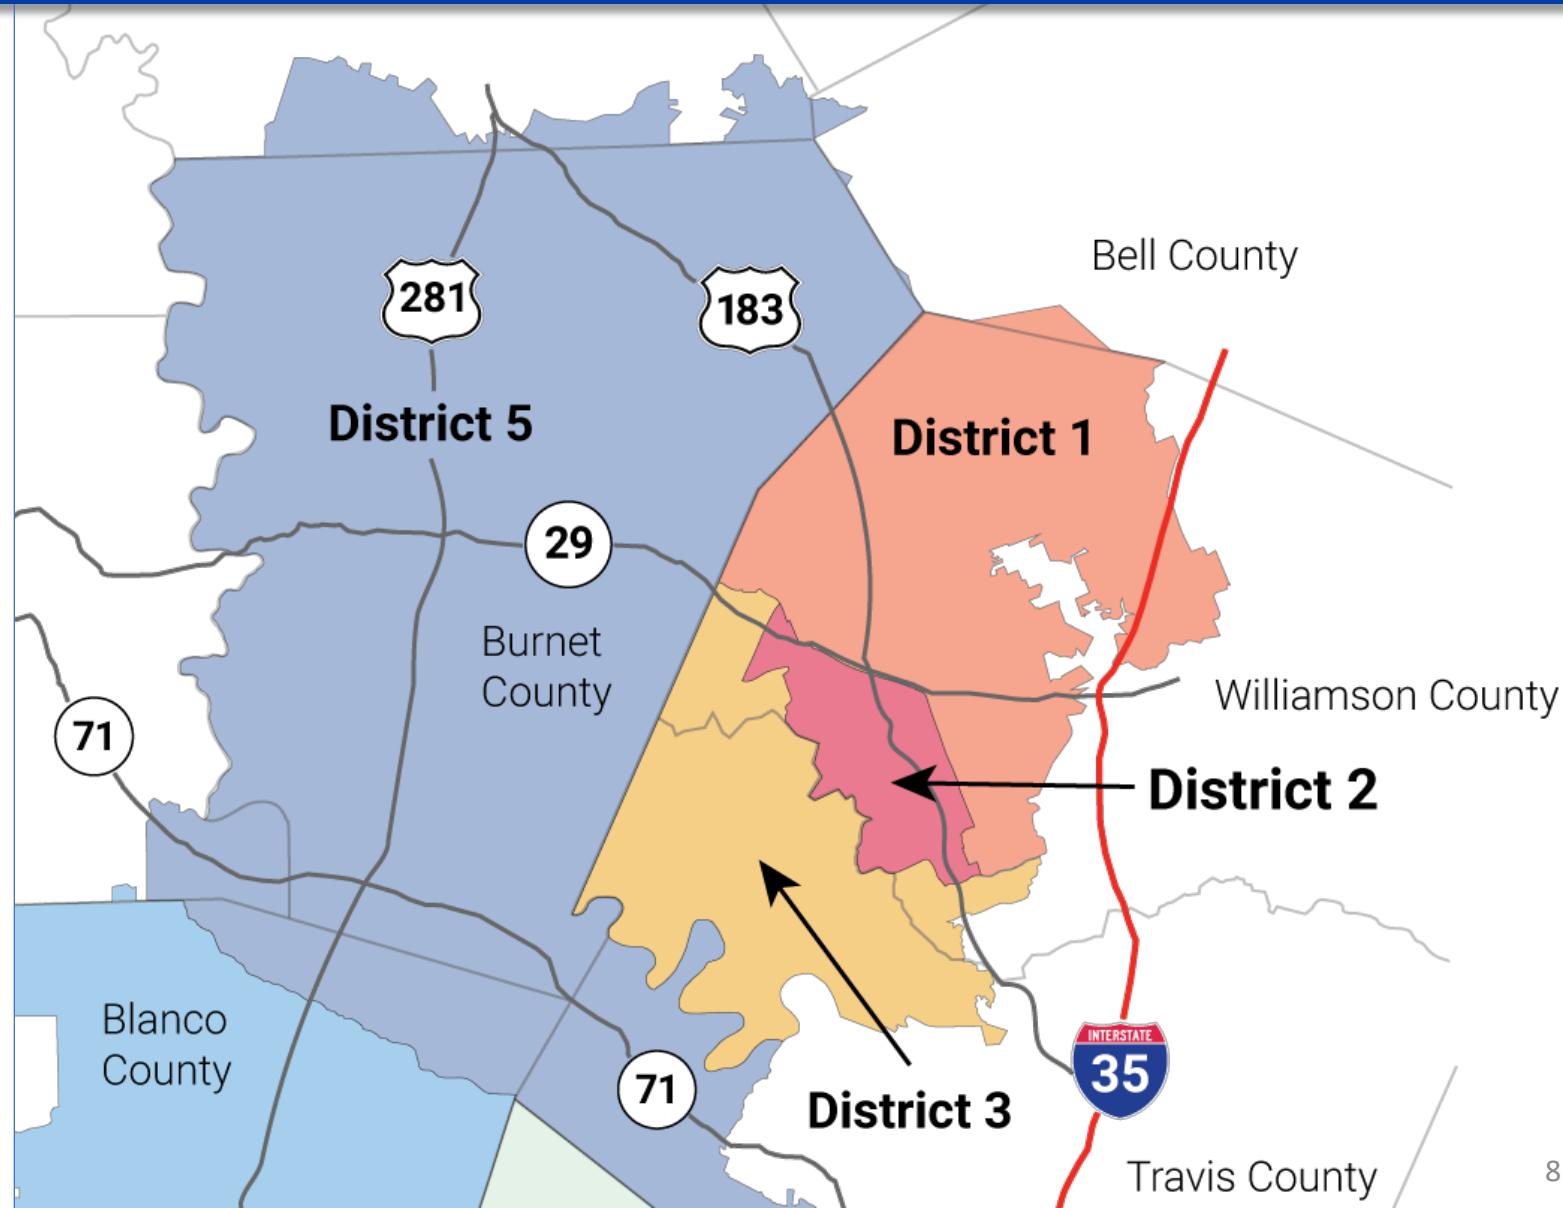 Bell County
281
183
District 5
District 1
29
Burnet
County
Williamson County
71
District 2
Blanco
County
INTERSTATE
35
71
District 3
Travis County
8